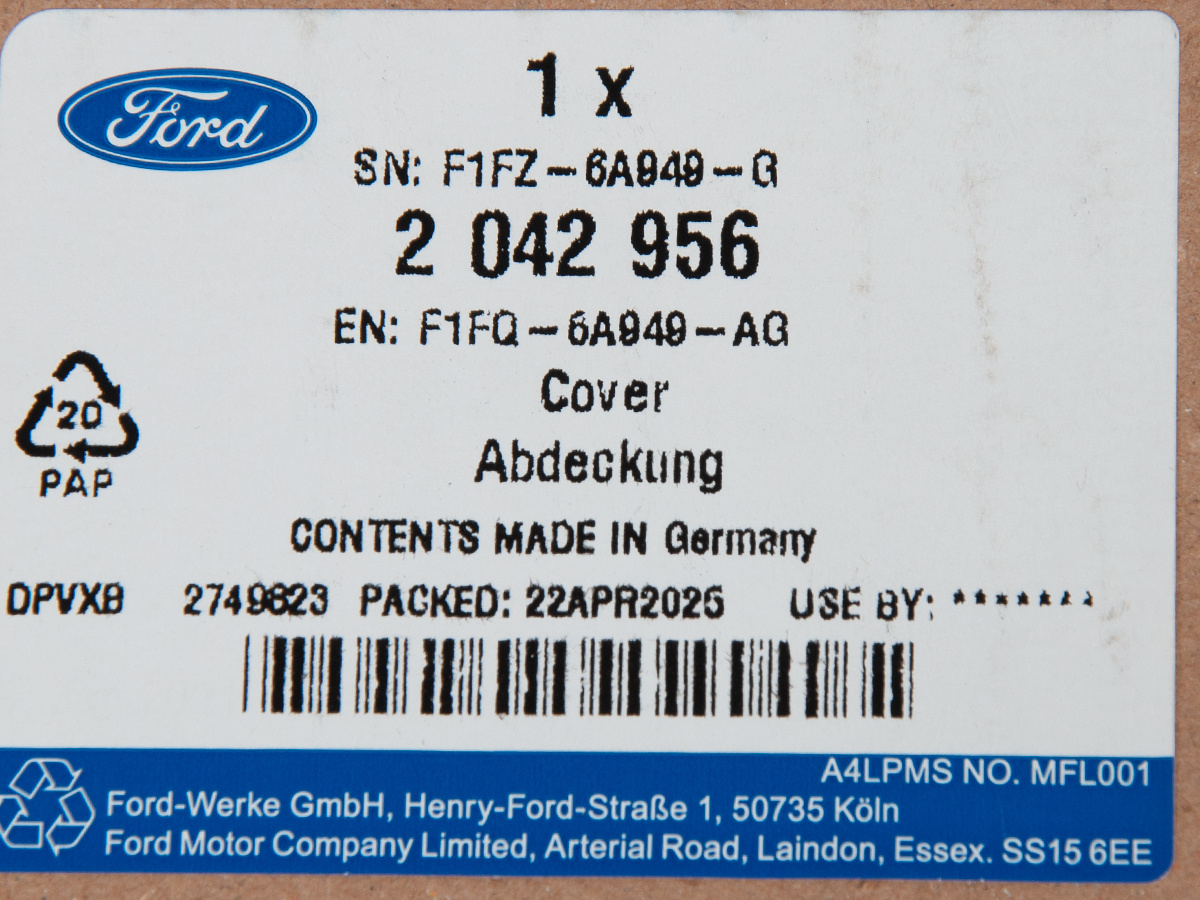 Ford
1 x
SN: F1FZ-6A949-G
2 042 956
EN: F1FQ-6A949-AG
Cover
Abdeckung
20
PAP
CONTENTS MADE IN Germany
DPVXB 2749823 PACKED: 22APR2025 USE BY: *******
A4LPMS NO. MFL001
Ford-Werke GmbH, Henry-Ford-Straße 1, 50735 Köln
Ford Motor Company Limited, Arterial Road, Laindon, Essex. SS15 6EE